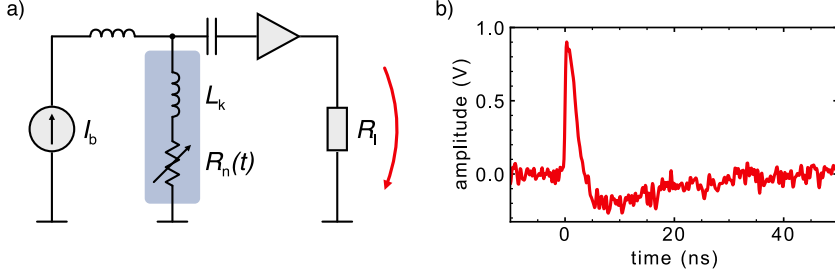 a)
I_b
L_k
R_n(t)
R_l
b)
amplitude (V)
1.0
0.5
0.0
0
20
40
time (ns)